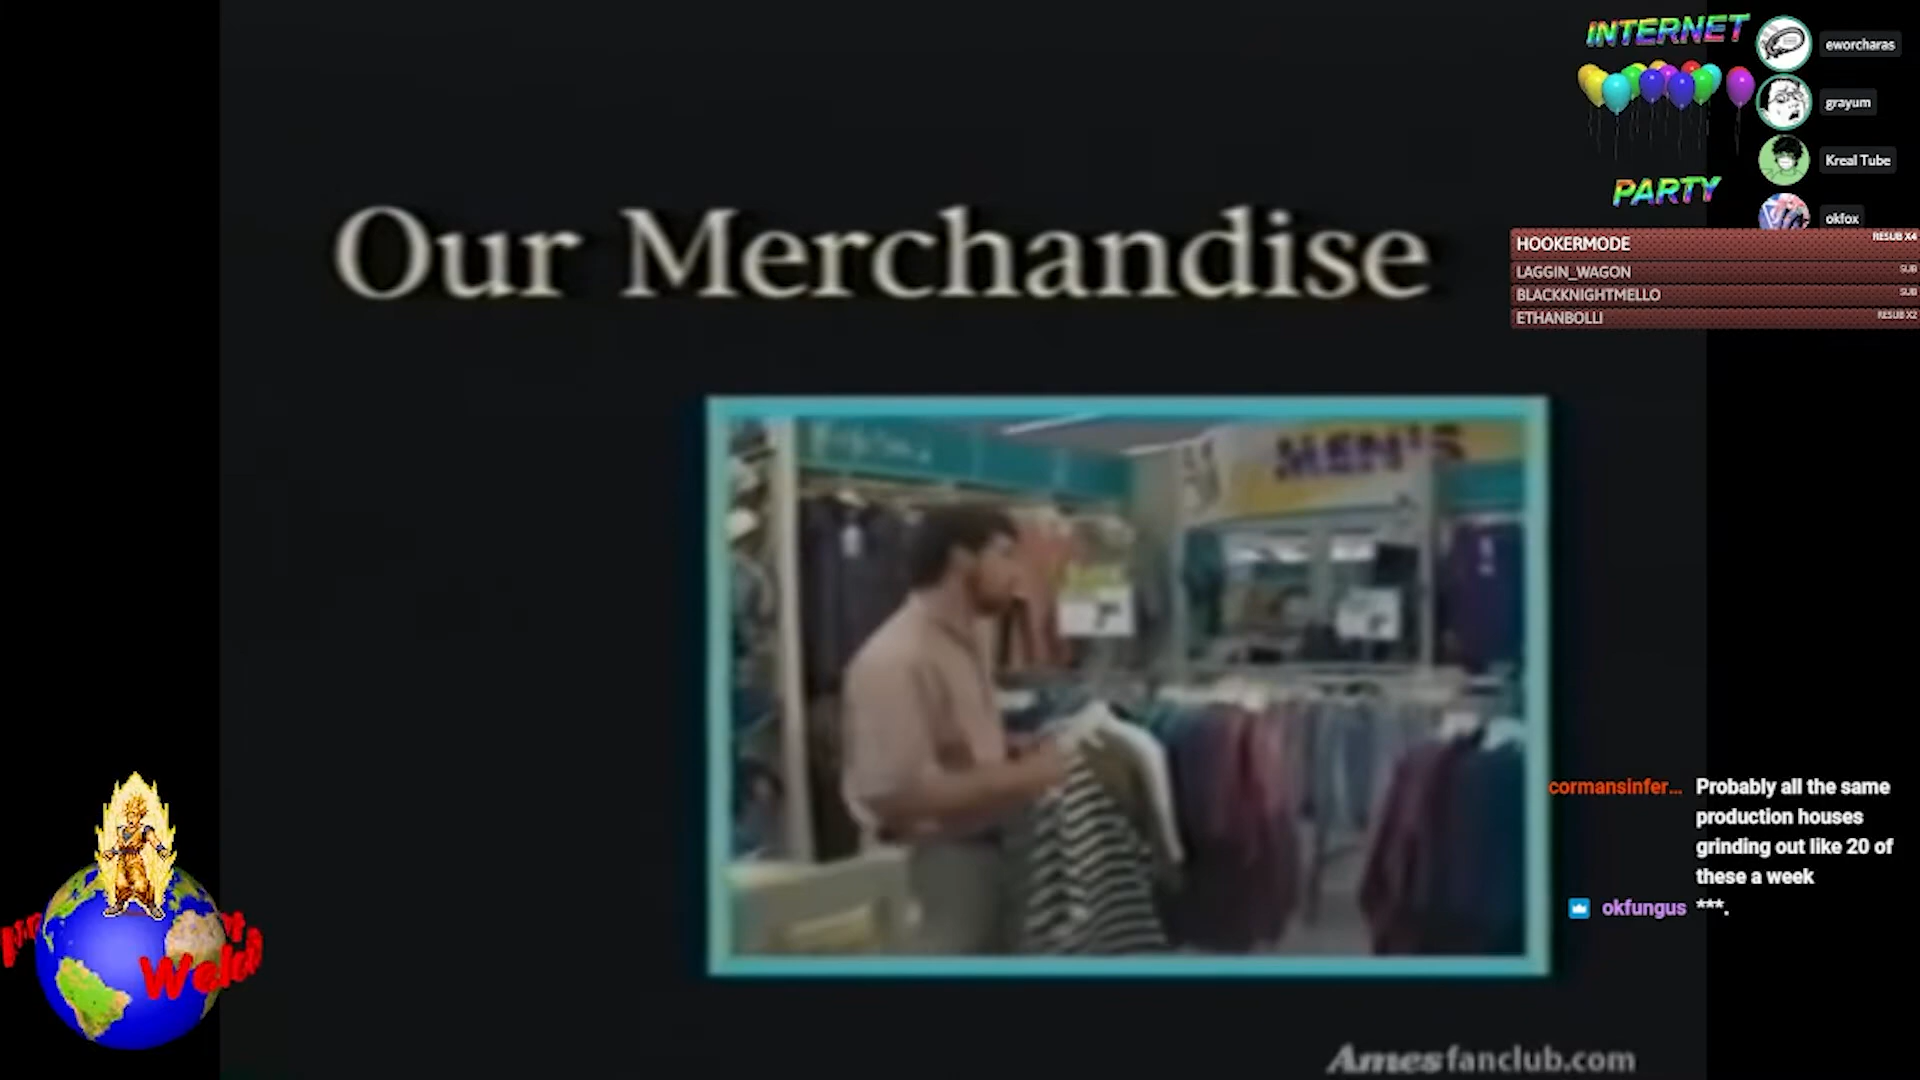 INTERNET
PARTY
eworcharas
grayum
Kreal Tube
okfox
HOOKERMODE RESUB X4
LAGGIN_WAGON SUB
BLACKKNIGHTMELLO SUB
ETHANBOLLI RESUB X2
Our Merchandise
MEN'S
cormansinfer... Probably all the same
production houses
grinding out like 20 of
these a week
okfungus ***.
Amesfanclub.com